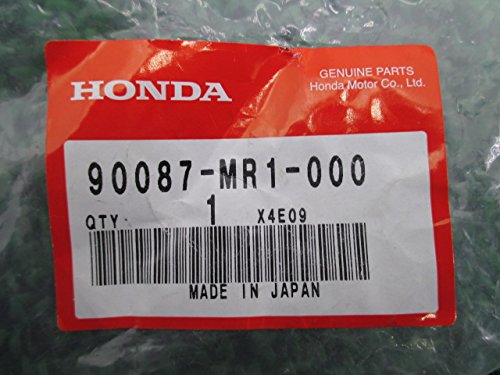 HONDA
GENUINE PARTS
Honda Motor Co., Ltd.
90087-MR1-000
QTY 1 X4E09
MADE IN JAPAN